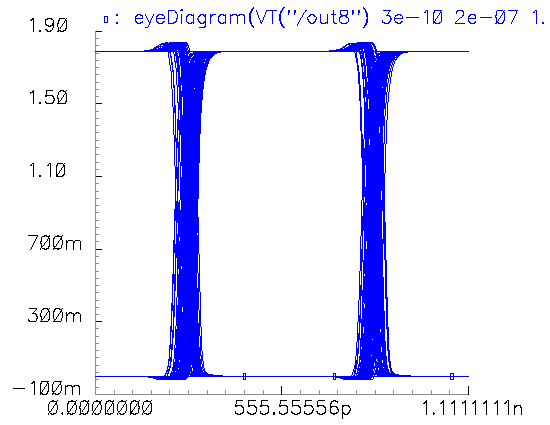 ▯: eyeDiagram(VT("/out8") 3e-10 2e-07 1.
1.90
1.50
1.10
700m
300m
-100m
0.0000000 555.55556p 1.1111111n